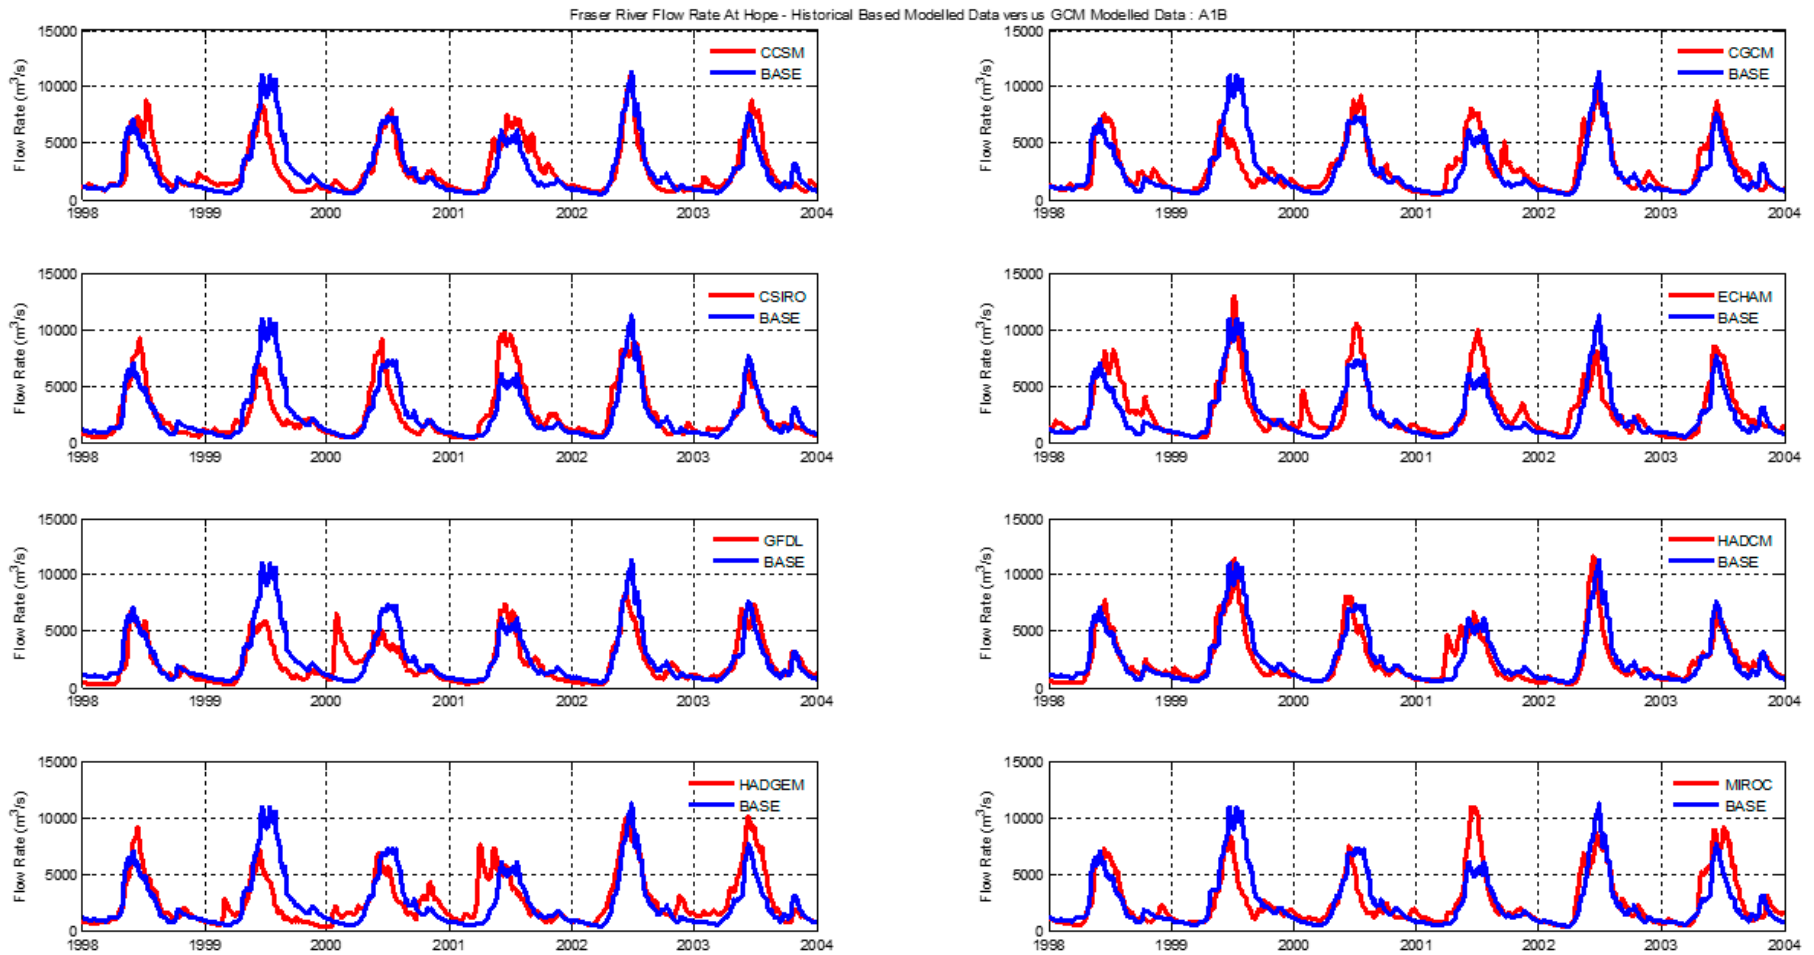 Fraser River Flow Rate At Hope - Historical Based Modelled Data versus GCM Modelled Data : A1B
Flow Rate (m³/s)
15000
10000
5000
0
1998 1999 2000 2001 2002 2003 2004
CCSM
BASE
Flow Rate (m³/s)
15000
10000
5000
0
1998 1999 2000 2001 2002 2003 2004
CGCM
BASE
Flow Rate (m³/s)
15000
10000
5000
0
1998 1999 2000 2001 2002 2003 2004
CSIRO
BASE
Flow Rate (m³/s)
15000
10000
5000
0
1998 1999 2000 2001 2002 2003 2004
ECHAM
BASE
Flow Rate (m³/s)
15000
10000
5000
0
1998 1999 2000 2001 2002 2003 2004
GFDL
BASE
Flow Rate (m³/s)
15000
10000
5000
0
1998 1999 2000 2001 2002 2003 2004
HADCM
BASE
Flow Rate (m³/s)
15000
10000
5000
0
1998 1999 2000 2001 2002 2003 2004
HADGEM
BASE
Flow Rate (m³/s)
15000
10000
5000
0
1998 1999 2000 2001 2002 2003 2004
MIROC
BASE